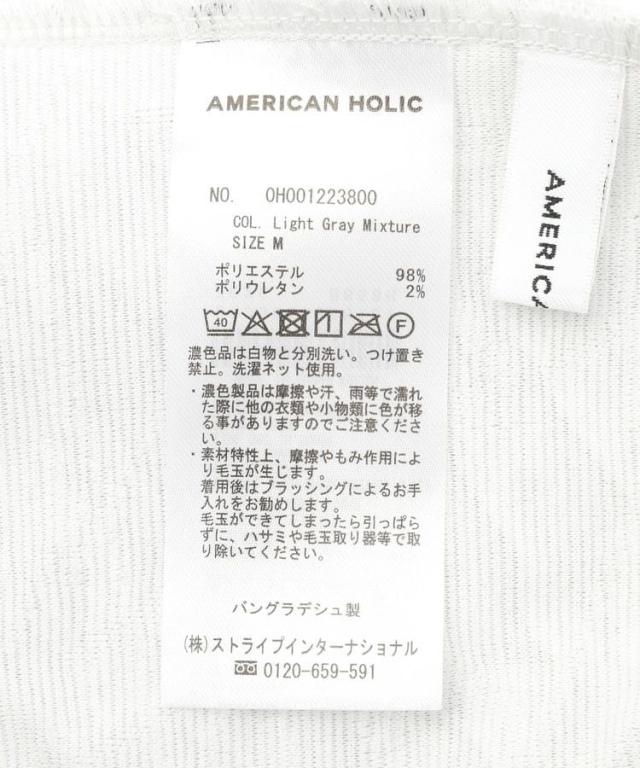 AMERICAN HOLIC
NO. OH001223800
COL. Light Gray Mixture
SIZE M
ポリエステル 98%
ポリウレタン 2%
40
F
濃色品は白物と分別洗い。つけ置き
禁止。洗濯ネット使用。
・濃色製品は摩擦や汗、雨等で濡れ
た際に他の衣類や小物類に色が移
る事がありますのでご注意くださ
い。
・素材特性上、摩擦やもみ作用によ
り毛玉が生じます。
着用後はブラッシングによるお手
入れをお勧めします。
毛玉ができてしまったら引っぱら
ずに、ハサミや毛玉取り器等で取
り除いてください。
バングラデシュ製
(株)ストライプインターナショナル
0120-659-591
AMERICA